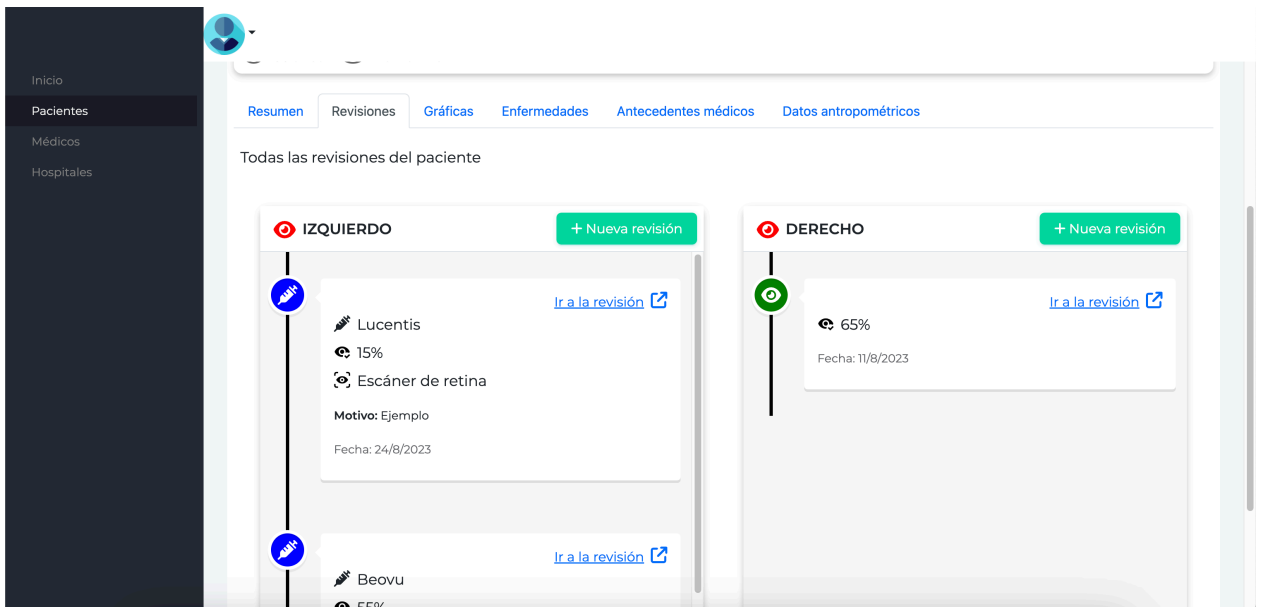 Inicio
Pacientes
Médicos
Hospitales
Resumen Revisiones Gráficas Enfermedades Antecedentes médicos Datos antropométricos
Todas las revisiones del paciente
IZQUIERDO + Nueva revisión
Ir a la revisión
Lucentis
15%
Escáner de retina
Motivo: Ejemplo
Fecha: 24/8/2023
Ir a la revisión
Beovu
55%
DERECHO + Nueva revisión
Ir a la revisión
65%
Fecha: 11/8/2023